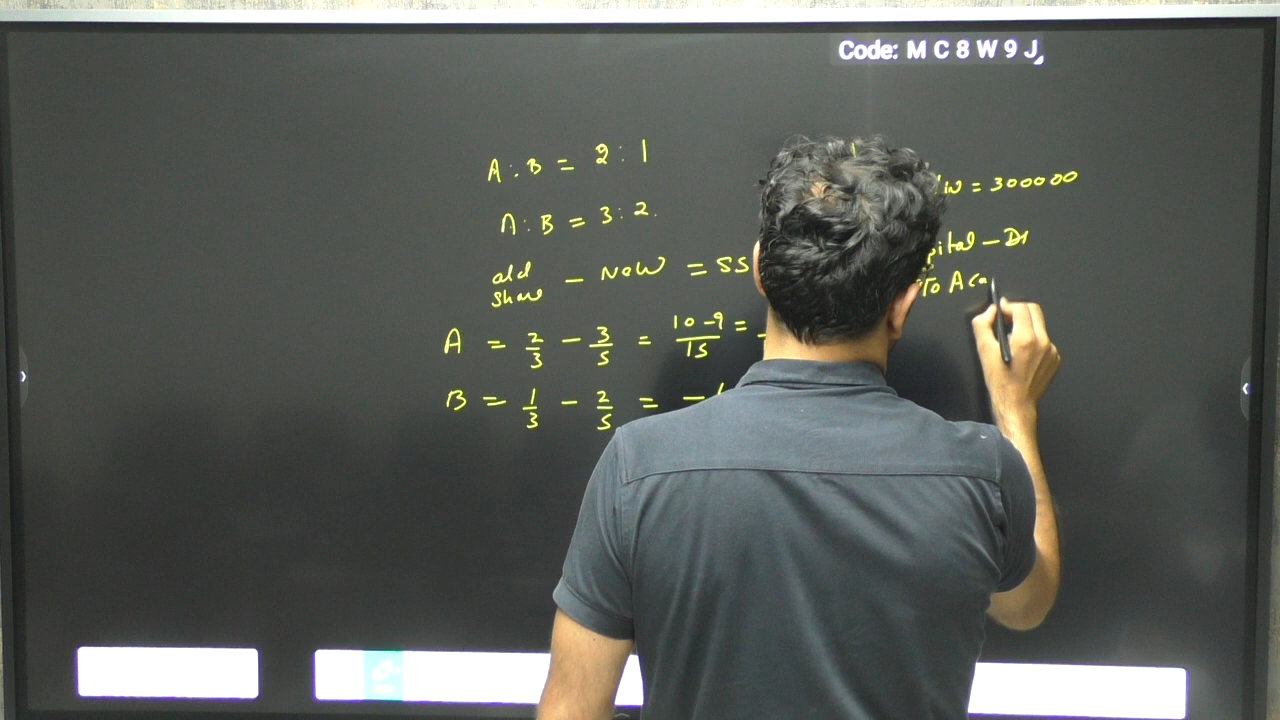 Code: M C 8 W 9 J
A : B = 2 : 1
A : B = 3 : 2.
old share - New = SS
A = 2/3 - 3/5 = 10-9/15 =
B = 1/3 - 2/5 = -
= 300000
- Dr
To A